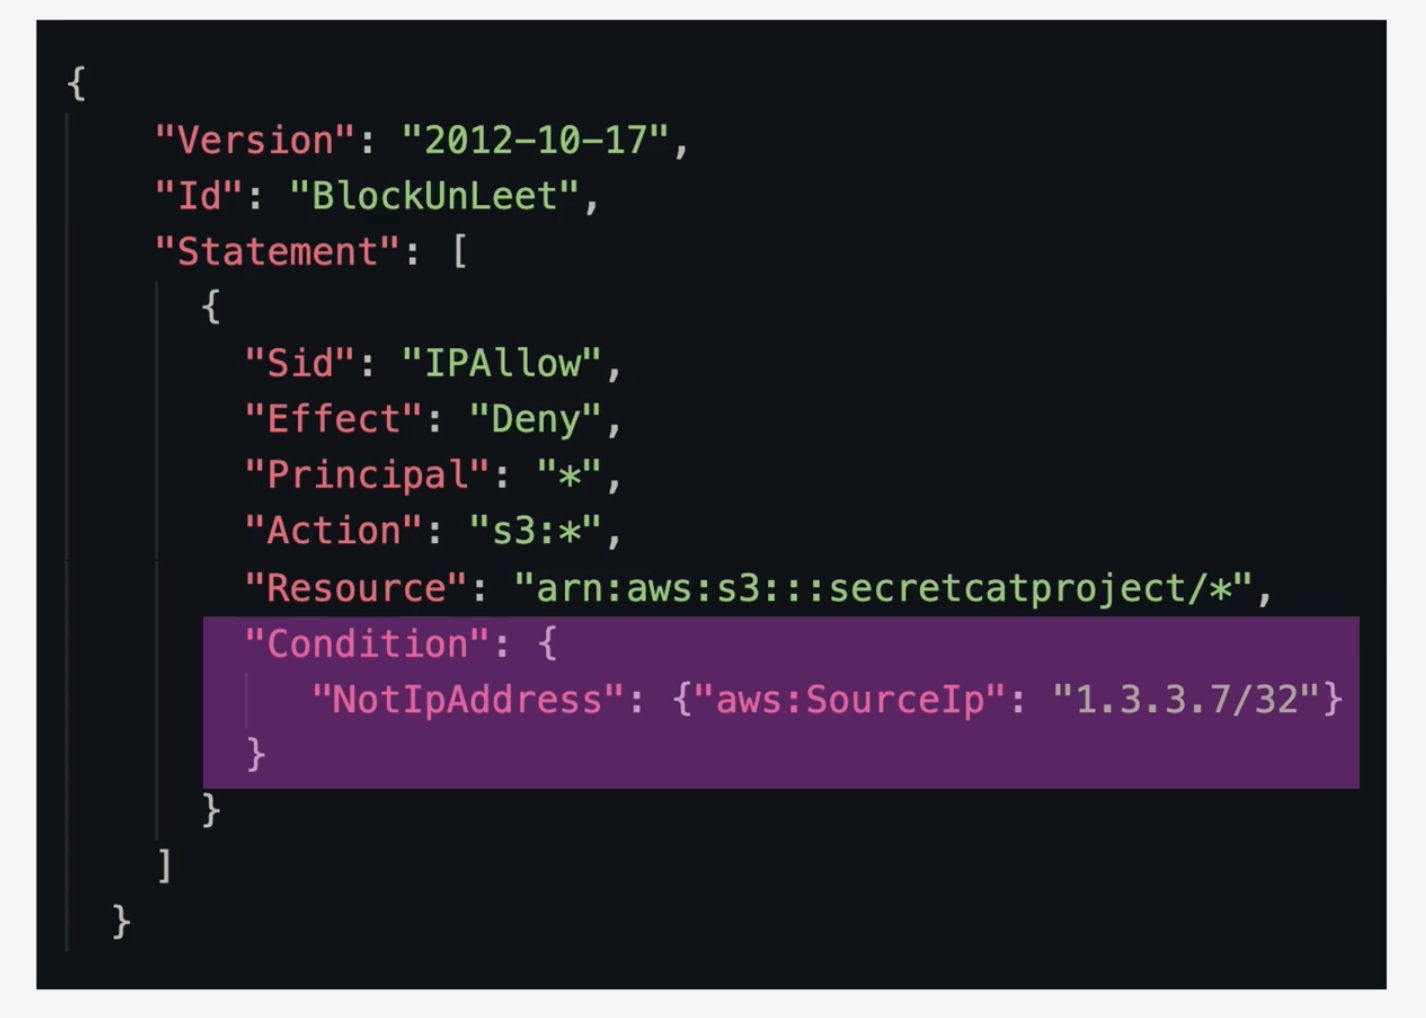 {
"Version": "2012-10-17",
"Id": "BlockUnLeet",
"Statement": [
{
"Sid": "IPAllow",
"Effect": "Deny",
"Principal": "*",
"Action": "s3:*",
"Resource": "arn:aws:s3:::secretcatproject/*",
"Condition": {
"NotIpAddress": {"aws:SourceIp": "1.3.3.7/32"}
}
}
]
}